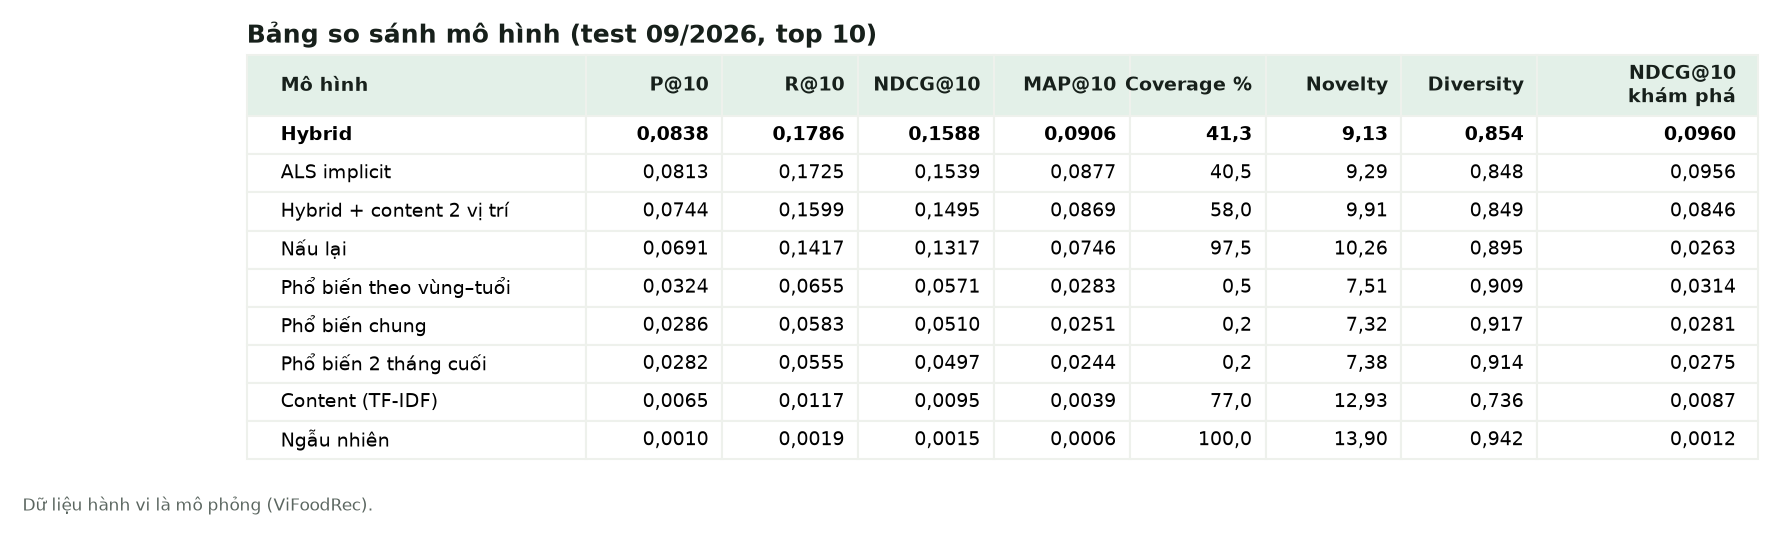 Bảng so sánh mô hình (test 09/2026, top 10)
Mô hình P@10 R@10 NDCG@10 MAP@10 Coverage % Novelty Diversity NDCG@10 khám phá
Hybrid 0,0838 0,1786 0,1588 0,0906 41,3 9,13 0,854 0,0960
ALS implicit 0,0813 0,1725 0,1539 0,0877 40,5 9,29 0,848 0,0956
Hybrid + content 2 vị trí 0,0744 0,1599 0,1495 0,0869 58,0 9,91 0,849 0,0846
Nấu lại 0,0691 0,1417 0,1317 0,0746 97,5 10,26 0,895 0,0263
Phổ biến theo vùng–tuổi 0,0324 0,0655 0,0571 0,0283 0,5 7,51 0,909 0,0314
Phổ biến chung 0,0286 0,0583 0,0510 0,0251 0,2 7,32 0,917 0,0281
Phổ biến 2 tháng cuối 0,0282 0,0555 0,0497 0,0244 0,2 7,38 0,914 0,0275
Content (TF-IDF) 0,0065 0,0117 0,0095 0,0039 77,0 12,93 0,736 0,0087
Ngẫu nhiên 0,0010 0,0019 0,0015 0,0006 100,0 13,90 0,942 0,0012
Dữ liệu hành vi là mô phỏng (ViFoodRec).